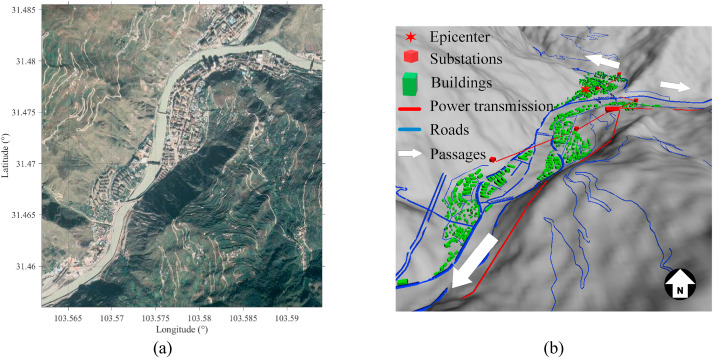 31.485
31.48
31.475
31.47
31.465
31.46
Latitude (°)
103.565 103.57 103.575 103.58 103.585 103.59
Longitude (°)
(a)
Epicenter
Substations
Buildings
Power transmission
Roads
Passages
N
(b)